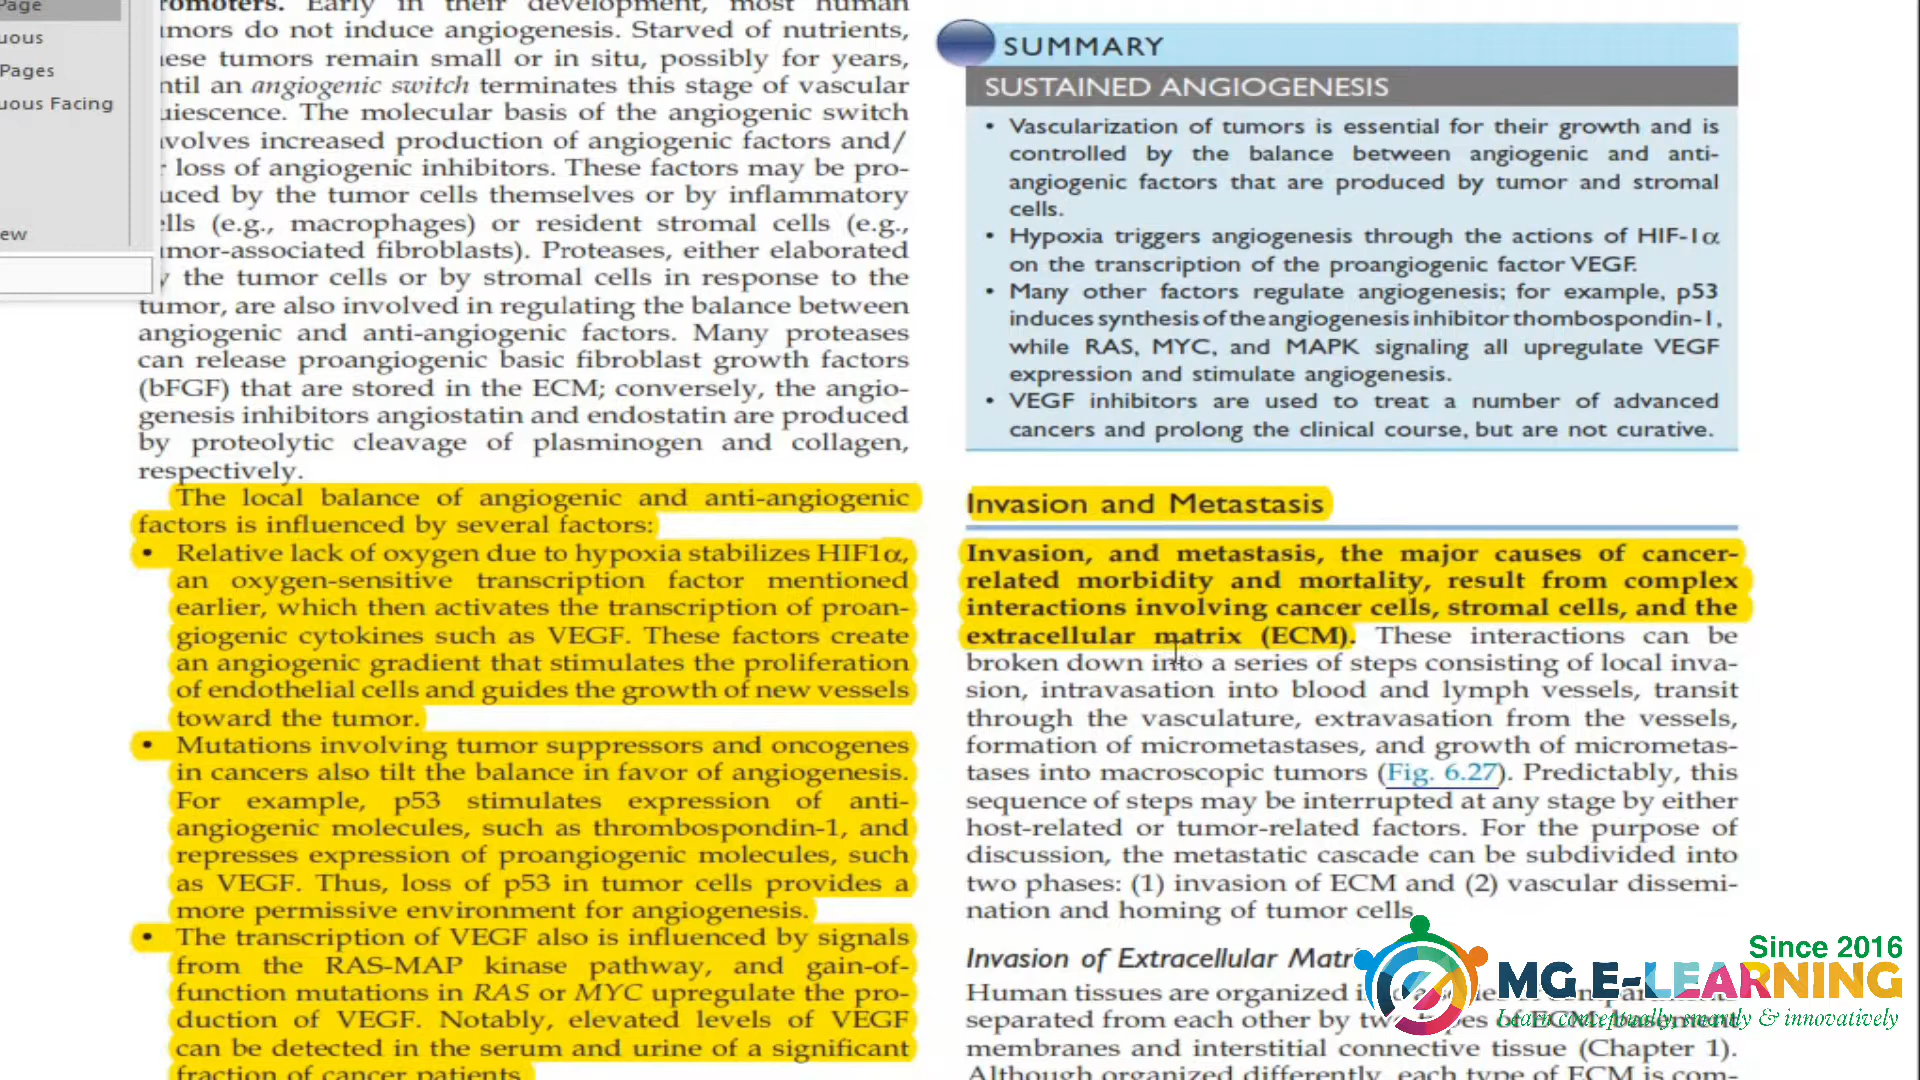 Page
uous
Pages
uous Facing
ew
romoters. Early in their development, most human
mors do not induce angiogenesis. Starved of nutrients,
ese tumors remain small or in situ, possibly for years,
ntil an angiogenic switch terminates this stage of vascular
uiescence. The molecular basis of the angiogenic switch
volves increased production of angiogenic factors and/
loss of angiogenic inhibitors. These factors may be pro-
uced by the tumor cells themselves or by inflammatory
lls (e.g., macrophages) or resident stromal cells (e.g.,
mor-associated fibroblasts). Proteases, either elaborated
the tumor cells or by stromal cells in response to the
tumor, are also involved in regulating the balance between
angiogenic and anti-angiogenic factors. Many proteases
can release proangiogenic basic fibroblast growth factors
(bFGF) that are stored in the ECM; conversely, the angio-
genesis inhibitors angiostatin and endostatin are produced
by proteolytic cleavage of plasminogen and collagen,
respectively.
The local balance of angiogenic and anti-angiogenic
factors is influenced by several factors:
• Relative lack of oxygen due to hypoxia stabilizes HIF1α,
an oxygen-sensitive transcription factor mentioned
earlier, which then activates the transcription of proan-
giogenic cytokines such as VEGF. These factors create
an angiogenic gradient that stimulates the proliferation
of endothelial cells and guides the growth of new vessels
toward the tumor.
• Mutations involving tumor suppressors and oncogenes
in cancers also tilt the balance in favor of angiogenesis.
For example, p53 stimulates expression of anti-
angiogenic molecules, such as thrombospondin-1, and
represses expression of proangiogenic molecules, such
as VEGF. Thus, loss of p53 in tumor cells provides a
more permissive environment for angiogenesis.
• The transcription of VEGF also is influenced by signals
from the RAS-MAP kinase pathway, and gain-of-
function mutations in RAS or MYC upregulate the pro-
duction of VEGF. Notably, elevated levels of VEGF
can be detected in the serum and urine of a significant
fraction of cancer patients.
SUMMARY
SUSTAINED ANGIOGENESIS
• Vascularization of tumors is essential for their growth and is
controlled by the balance between angiogenic and anti-
angiogenic factors that are produced by tumor and stromal
cells.
• Hypoxia triggers angiogenesis through the actions of HIF-1α
on the transcription of the proangiogenic factor VEGF.
• Many other factors regulate angiogenesis; for example, p53
induces synthesis of the angiogenesis inhibitor thombospondin-1,
while RAS, MYC, and MAPK signaling all upregulate VEGF
expression and stimulate angiogenesis.
• VEGF inhibitors are used to treat a number of advanced
cancers and prolong the clinical course, but are not curative.
Invasion and Metastasis
Invasion, and metastasis, the major causes of cancer-
related morbidity and mortality, result from complex
interactions involving cancer cells, stromal cells, and the
extracellular matrix (ECM). These interactions can be
broken down into a series of steps consisting of local inva-
sion, intravasation into blood and lymph vessels, transit
through the vasculature, extravasation from the vessels,
formation of micrometastases, and growth of micrometas-
tases into macroscopic tumors (Fig. 6.27). Predictably, this
sequence of steps may be interrupted at any stage by either
host-related or tumor-related factors. For the purpose of
discussion, the metastatic cascade can be subdivided into
two phases: (1) invasion of ECM and (2) vascular dissemi-
nation and homing of tumor cells.
Invasion of Extracellular Matr
Human tissues are organized
separated from each other by two types of ECM: basement
membranes and interstitial connective tissue (Chapter 1).
Although organized differently, each type of ECM is com-
Since 2016
MG E-LEARNING
Learn conceptually, smartly & innovatively